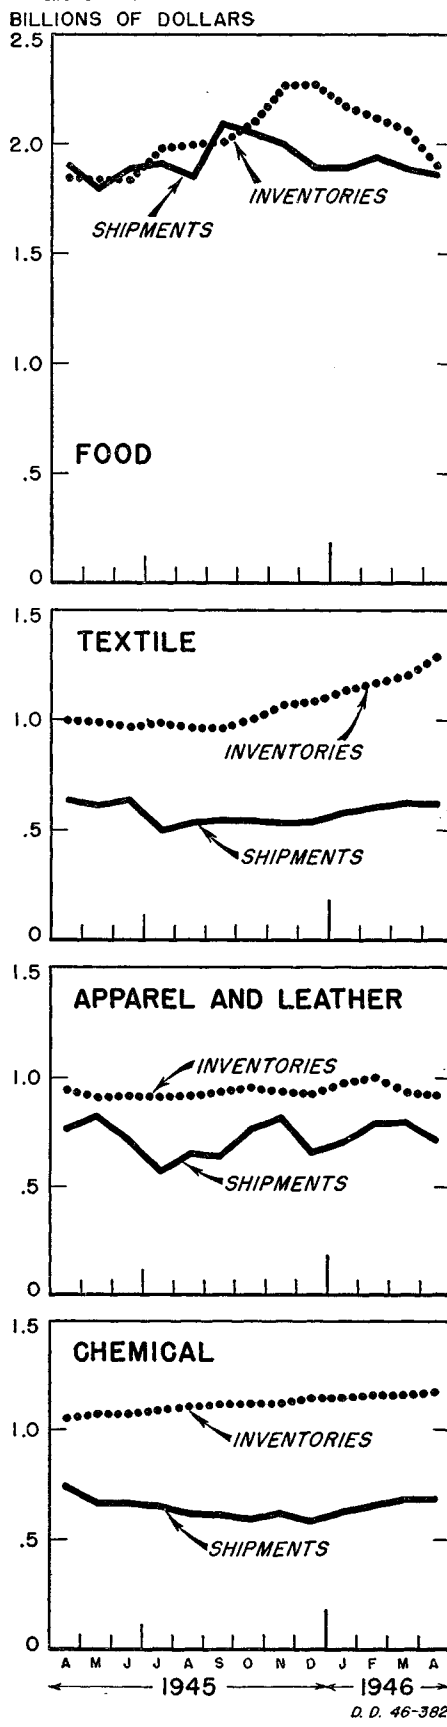 BILLIONS OF DOLLARS
2.5
2.0
INVENTORIES
SHIPMENTS
1.5
1.0
FOOD
.5
0
1.5
TEXTILE
1.0
INVENTORIES
.5
SHIPMENTS
0
1.5
APPAREL AND LEATHER
INVENTORIES
1.0
SHIPMENTS
.5
0
1.5
CHEMICAL
1.0
INVENTORIES
.5
SHIPMENTS
0
A M J J A S O N D J F M A
1945 1946
D. D. 46-382